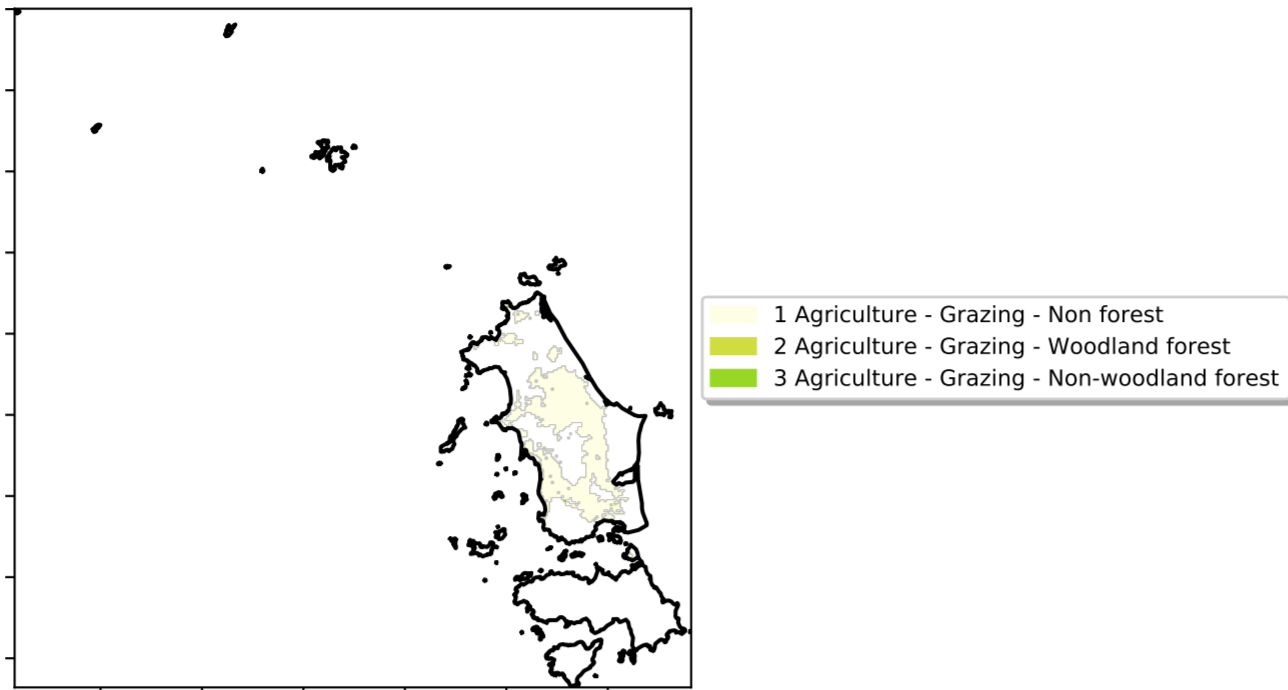 1 Agriculture - Grazing - Non forest
2 Agriculture - Grazing - Woodland forest
3 Agriculture - Grazing - Non-woodland forest